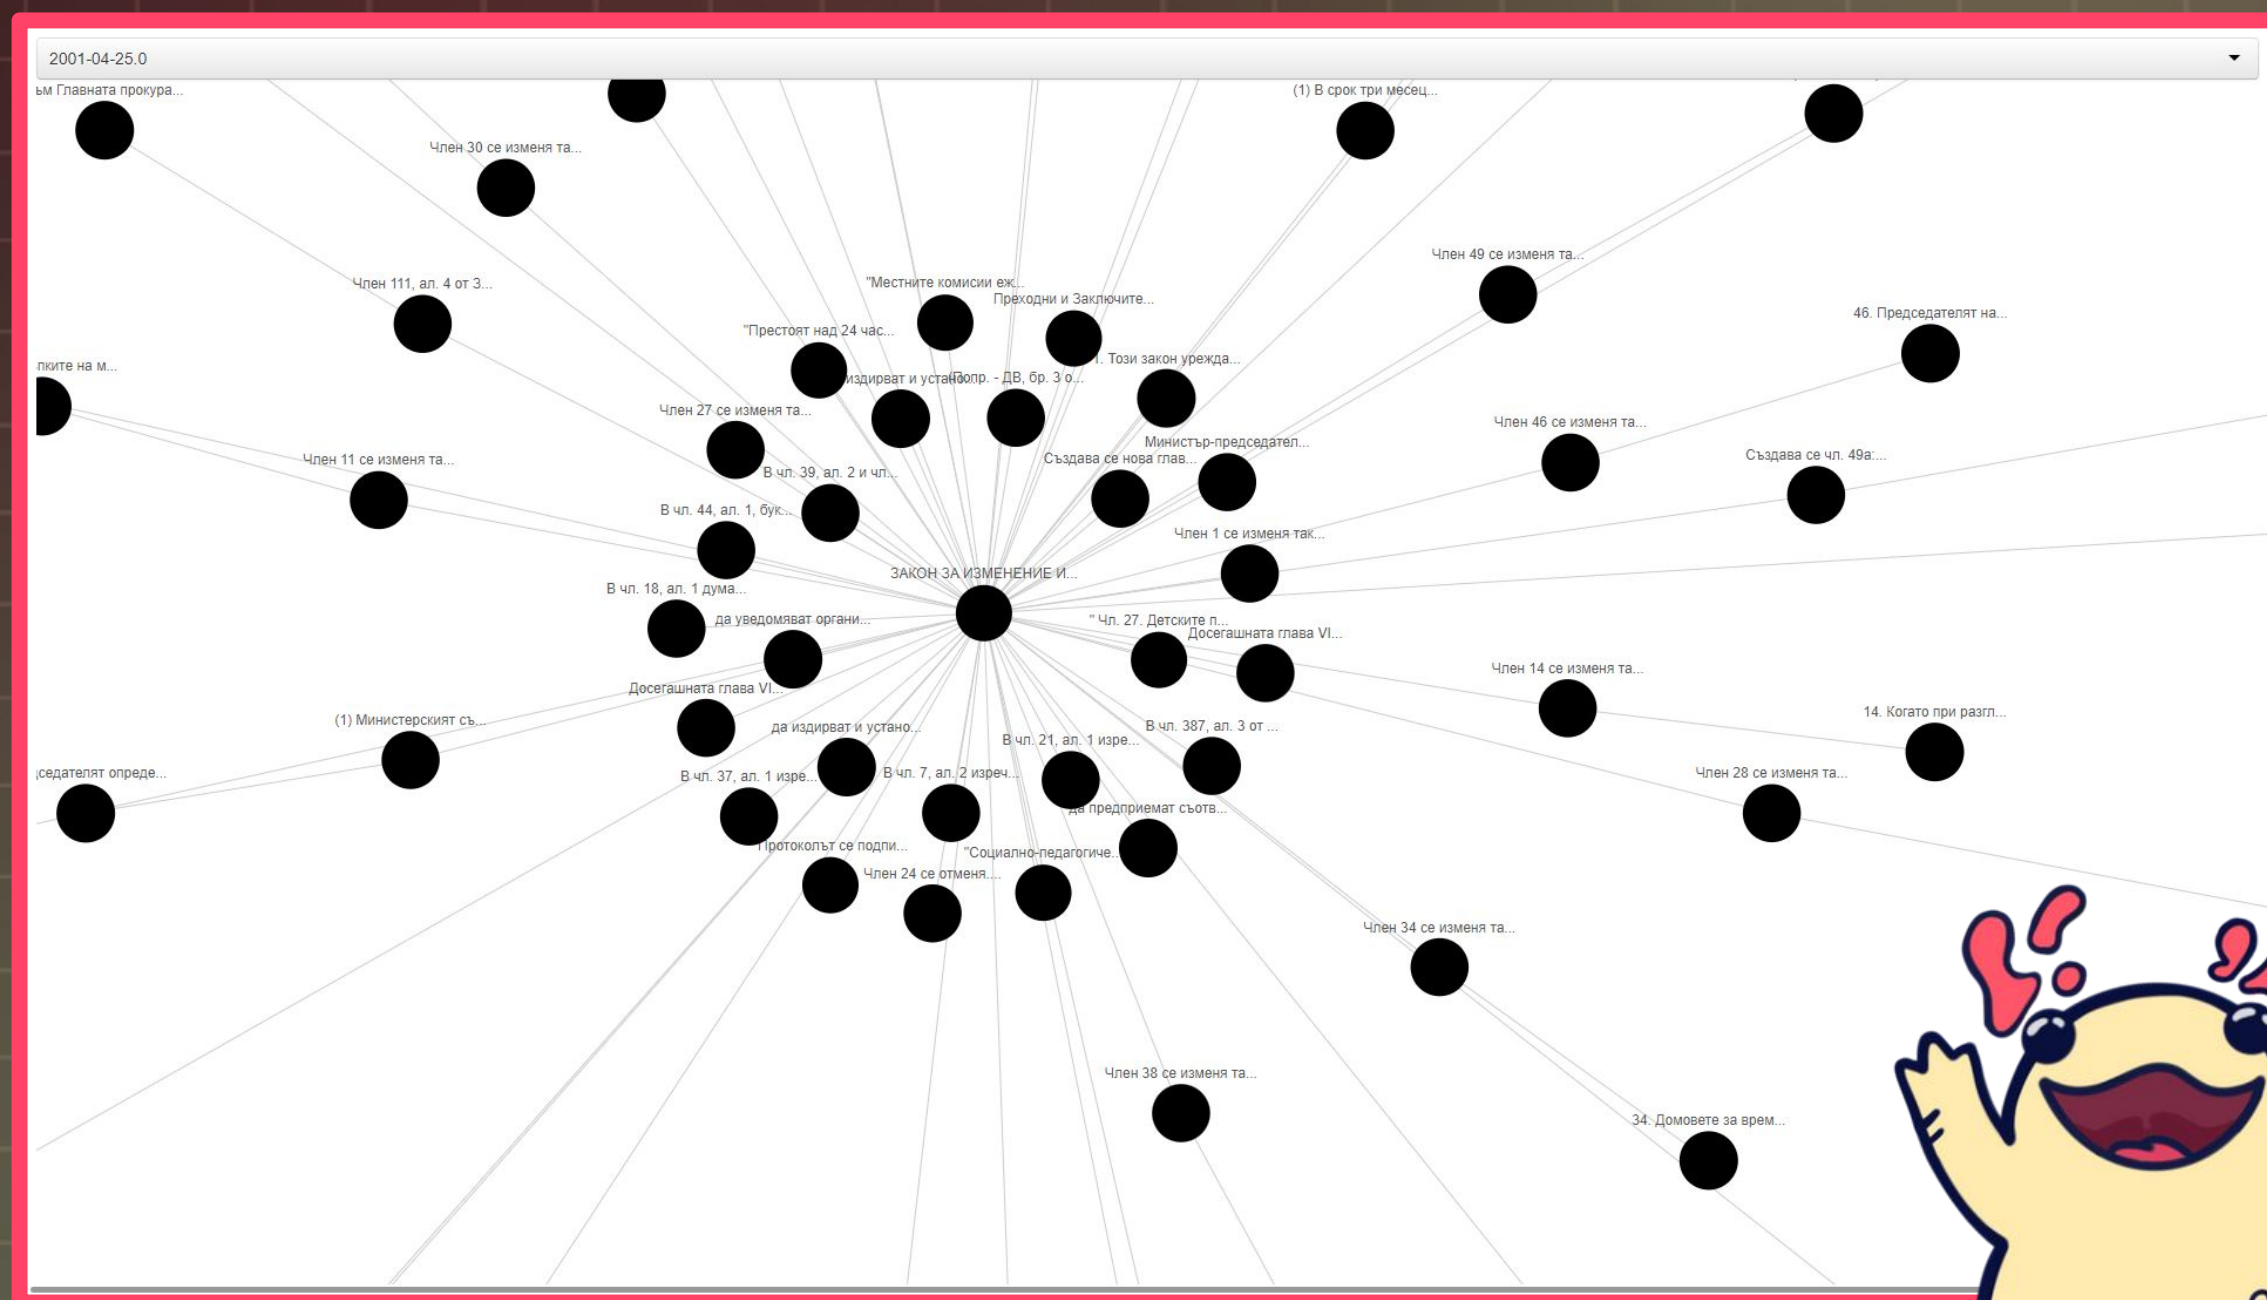 2001-04-25.0
ъм Главната прокура...
(1) В срок три месец...
Член 30 се изменя та...
Член 49 се изменя та...
Член 111, ал. 4 от З...
"Местните комисии еж...
Преходни и Заключите...
46. Председателят на...
"Престоят над 24 час...
1. Този закон урежда...
пките на м...
издирват и устано...
(Попр. - ДВ, бр. 3 о...
Член 27 се изменя та...
Член 46 се изменя та...
Министър-председател...
Създава се чл. 49а:...
Член 11 се изменя та...
Създава се нова глав...
В чл. 39, ал. 2 и чл...
В чл. 44, ал. 1, бук...
Член 1 се изменя так...
ЗАКОН ЗА ИЗМЕНЕНИЕ И...
В чл. 18, ал. 1 дума...
да уведомяват органи...
" Чл. 27. Детските п...
Досегашната глава VI...
Член 14 се изменя та...
Досегашната глава VI...
14. Когато при разгл...
(1) Министерският съ...
да издирват и устано...
В чл. 387, ал. 3 от ...
В чл. 21, ал. 1 изре...
седателят опреде...
В чл. 37, ал. 1 изре...
В чл. 7, ал. 2 изреч...
Член 28 се изменя та...
да предприемат съотв...
Протоколът се подпи...
"Социално-педагогиче...
Член 24 се отменя....
Член 34 се изменя та...
Член 38 се изменя та...
34. Домовете за врем...